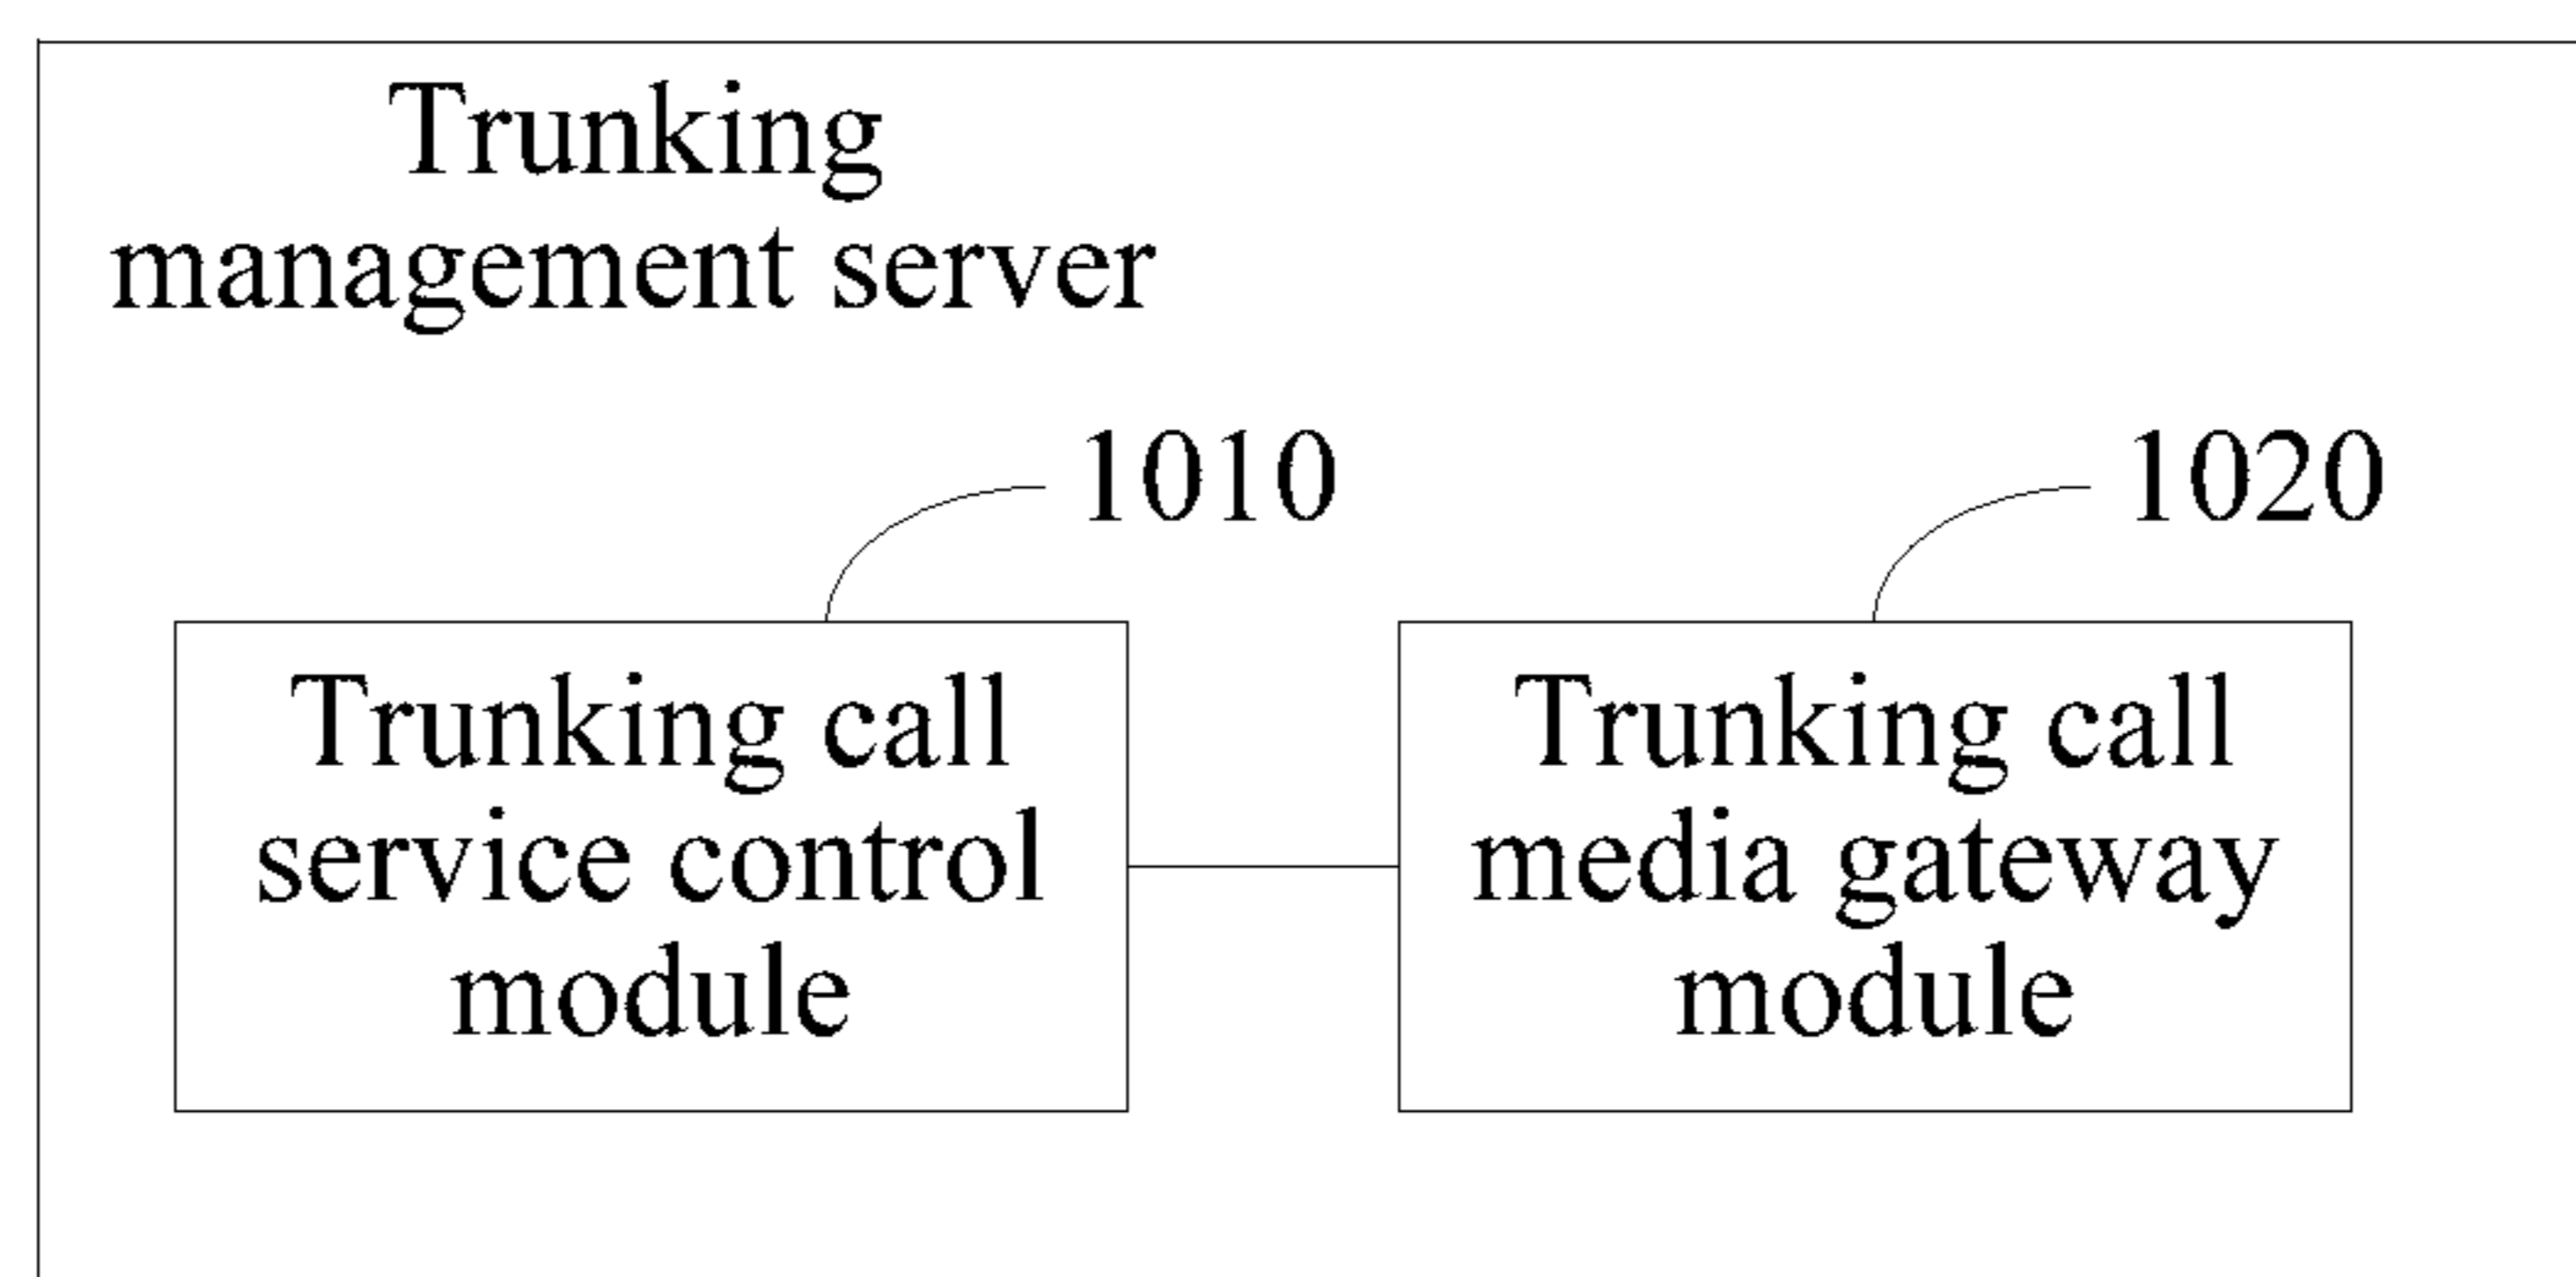 Trunking
management server
1010
1020
Trunking call
service control
module
Trunking call
media gateway
module